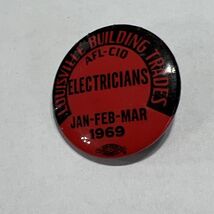 LOUISVILLE BUILDING TRADES
AFL-CIO
ELECTRICIANS
JAN-FEB-MAR
1969